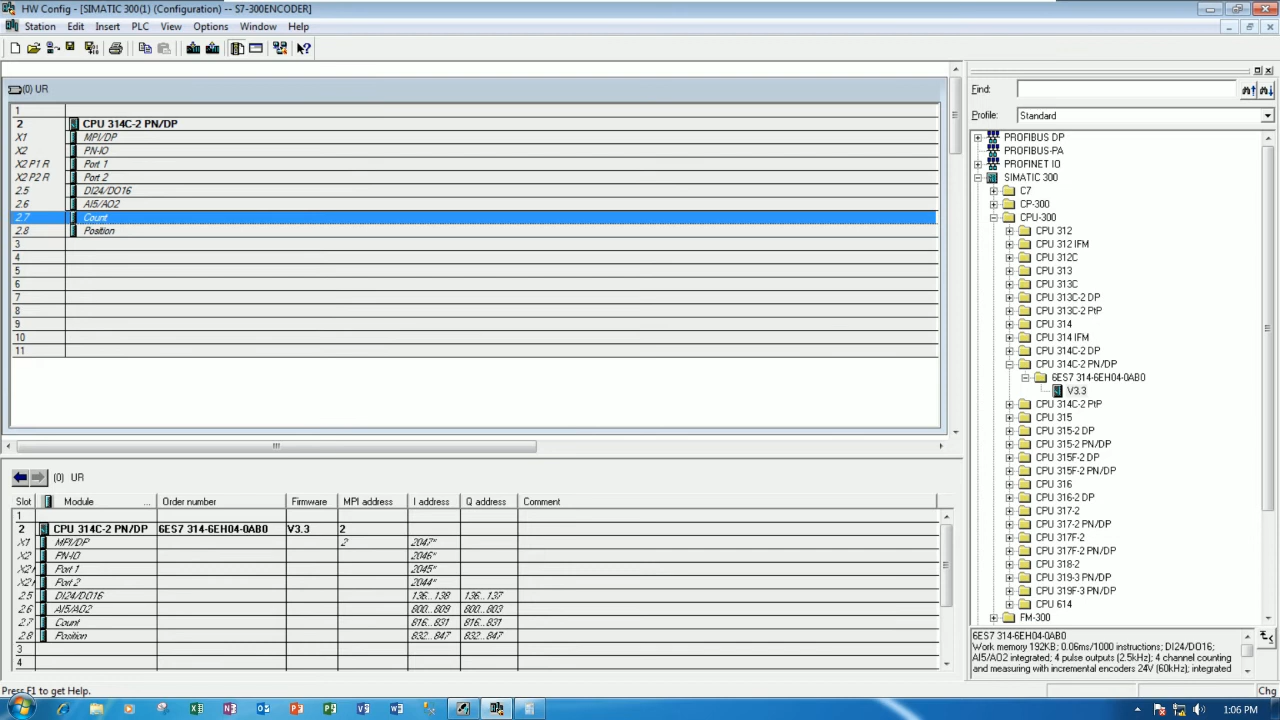 HW Config - [SIMATIC 300(1) (Configuration) -- S7-300ENCODER]
Station Edit Insert PLC View Options Window Help
(0) UR
1
2 CPU 314C-2 PN/DP
X1 MPI/DP
X2 PN-IO
X2 P1 R Port 1
X2 P2 R Port 2
2.5 DI24/DO16
2.6 AI5/AO2
2.7 Count
2.8 Position
3
4
5
6
7
8
9
10
11
(0) UR
Slot Module ... Order number Firmware MPI address I address Q address Comment
1
2 CPU 314C-2 PN/DP 6ES7 314-6EH04-0AB0 V3.3 2
X1 MPI/DP 2 2047*
X2 PN-IO 2046*
X2 Port 1 2045*
X2 Port 2 2044*
2.5 DI24/DO16 136...138 136...137
2.6 AI5/AO2 800...809 800...803
2.7 Count 816...831 816...831
2.8 Position 832...847 832...847
3
4
Find:
Profile: Standard
PROFIBUS DP
PROFIBUS-PA
PROFINET IO
SIMATIC 300
C7
CP-300
CPU-300
CPU 312
CPU 312 IFM
CPU 312C
CPU 313
CPU 313C
CPU 313C-2 DP
CPU 313C-2 PtP
CPU 314
CPU 314 IFM
CPU 314C-2 DP
CPU 314C-2 PN/DP
6ES7 314-6EH04-0AB0
V3.3
CPU 314C-2 PtP
CPU 315
CPU 315-2 DP
CPU 315-2 PN/DP
CPU 315F-2 DP
CPU 315F-2 PN/DP
CPU 316
CPU 316-2 DP
CPU 317-2
CPU 317-2 PN/DP
CPU 317F-2
CPU 317F-2 PN/DP
CPU 318-2
CPU 319-3 PN/DP
CPU 319F-3 PN/DP
CPU 614
FM-300
6ES7 314-6EH04-0AB0
Work memory 192KB; 0.06ms/1000 instructions; DI24/DO16;
AI5/AO2 integrated; 4 pulse outputs (2.5kHz); 4 channel counting
and measuring with incremental encoders 24V (60kHz); integrated
Press F1 to get Help.
Chg
1:06 PM